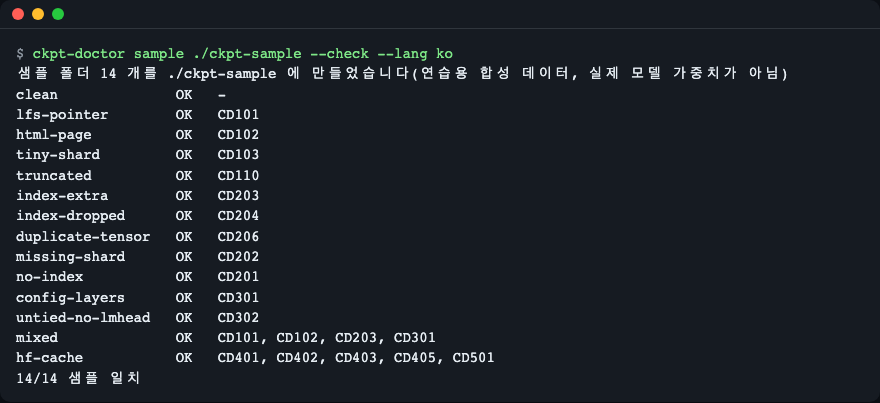 $ ckpt-doctor sample ./ckpt-sample --check --lang ko
샘플 폴더 14 개를 ./ckpt-sample 에 만들었습니다(연습용 합성 데이터, 실제 모델 가중치가 아님)
clean OK -
lfs-pointer OK CD101
html-page OK CD102
tiny-shard OK CD103
truncated OK CD110
index-extra OK CD203
index-dropped OK CD204
duplicate-tensor OK CD206
missing-shard OK CD202
no-index OK CD201
config-layers OK CD301
untied-no-lmhead OK CD302
mixed OK CD101, CD102, CD203, CD301
hf-cache OK CD401, CD402, CD403, CD405, CD501
14/14 샘플 일치